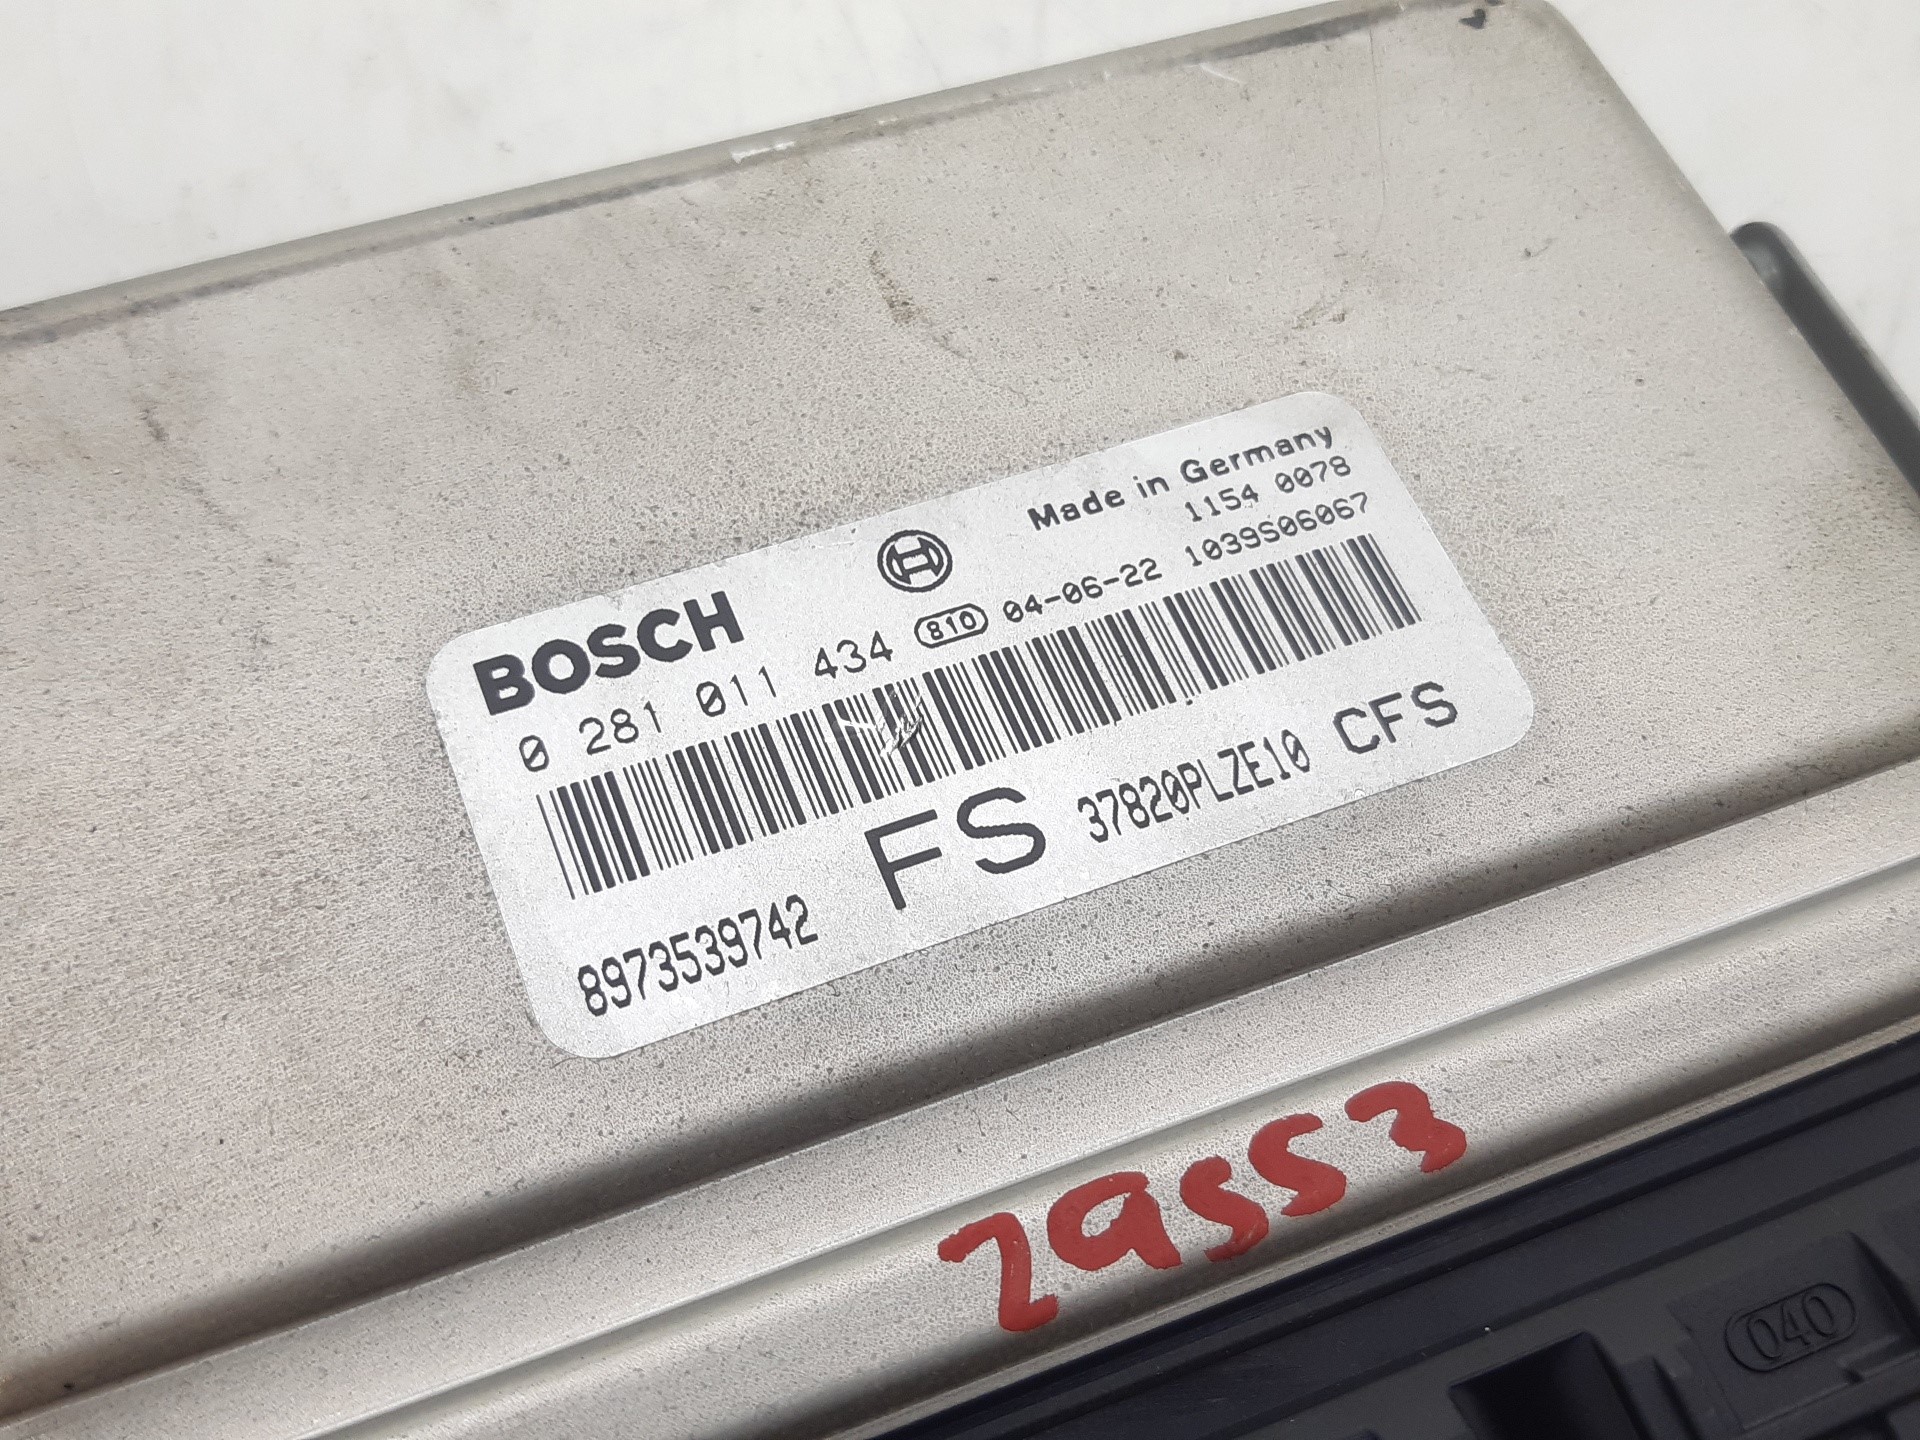 Made in Germany
1154 0078
BOSCH
0 281 011 434 810 04-06-22 1039S06067
8973539742 FS 37820PLZE10 CFS
29553
040